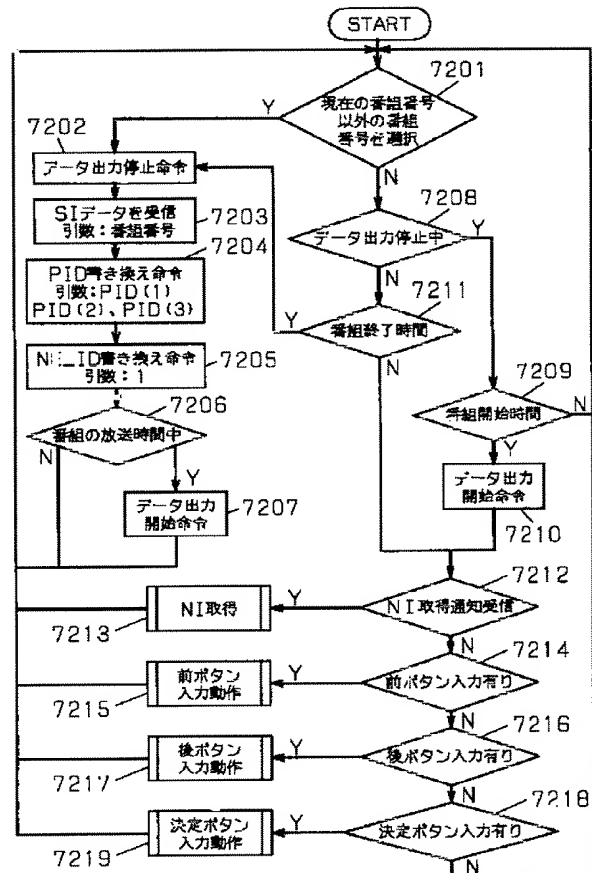 START
7201
現在の番組番号
以外の番組
番号を選択
Y
N
7202
データ出力停止命令
SIデータを受信
引数:番組番号
7203
7204
PID書き換え命令
引数:PID(1)
PID(2)、PID(3)
書き換え命令
引数:1
7205
7206
番組の放送時間中
N
Y
データ出力
開始命令
7207
7208
データ出力停止中
Y
N
7211
番組終了時間
Y
N
7209
番組開始時間
N
Y
データ出力
開始命令
7210
7212
NI取得通知受信
Y
N
NI取得
7213
7214
前ボタン入力有り
Y
N
前ボタン
入力動作
7215
7216
後ボタン入力有り
Y
N
後ボタン
入力動作
7217
7218
決定ボタン入力有り
Y
N
決定ボタン
入力動作
7219